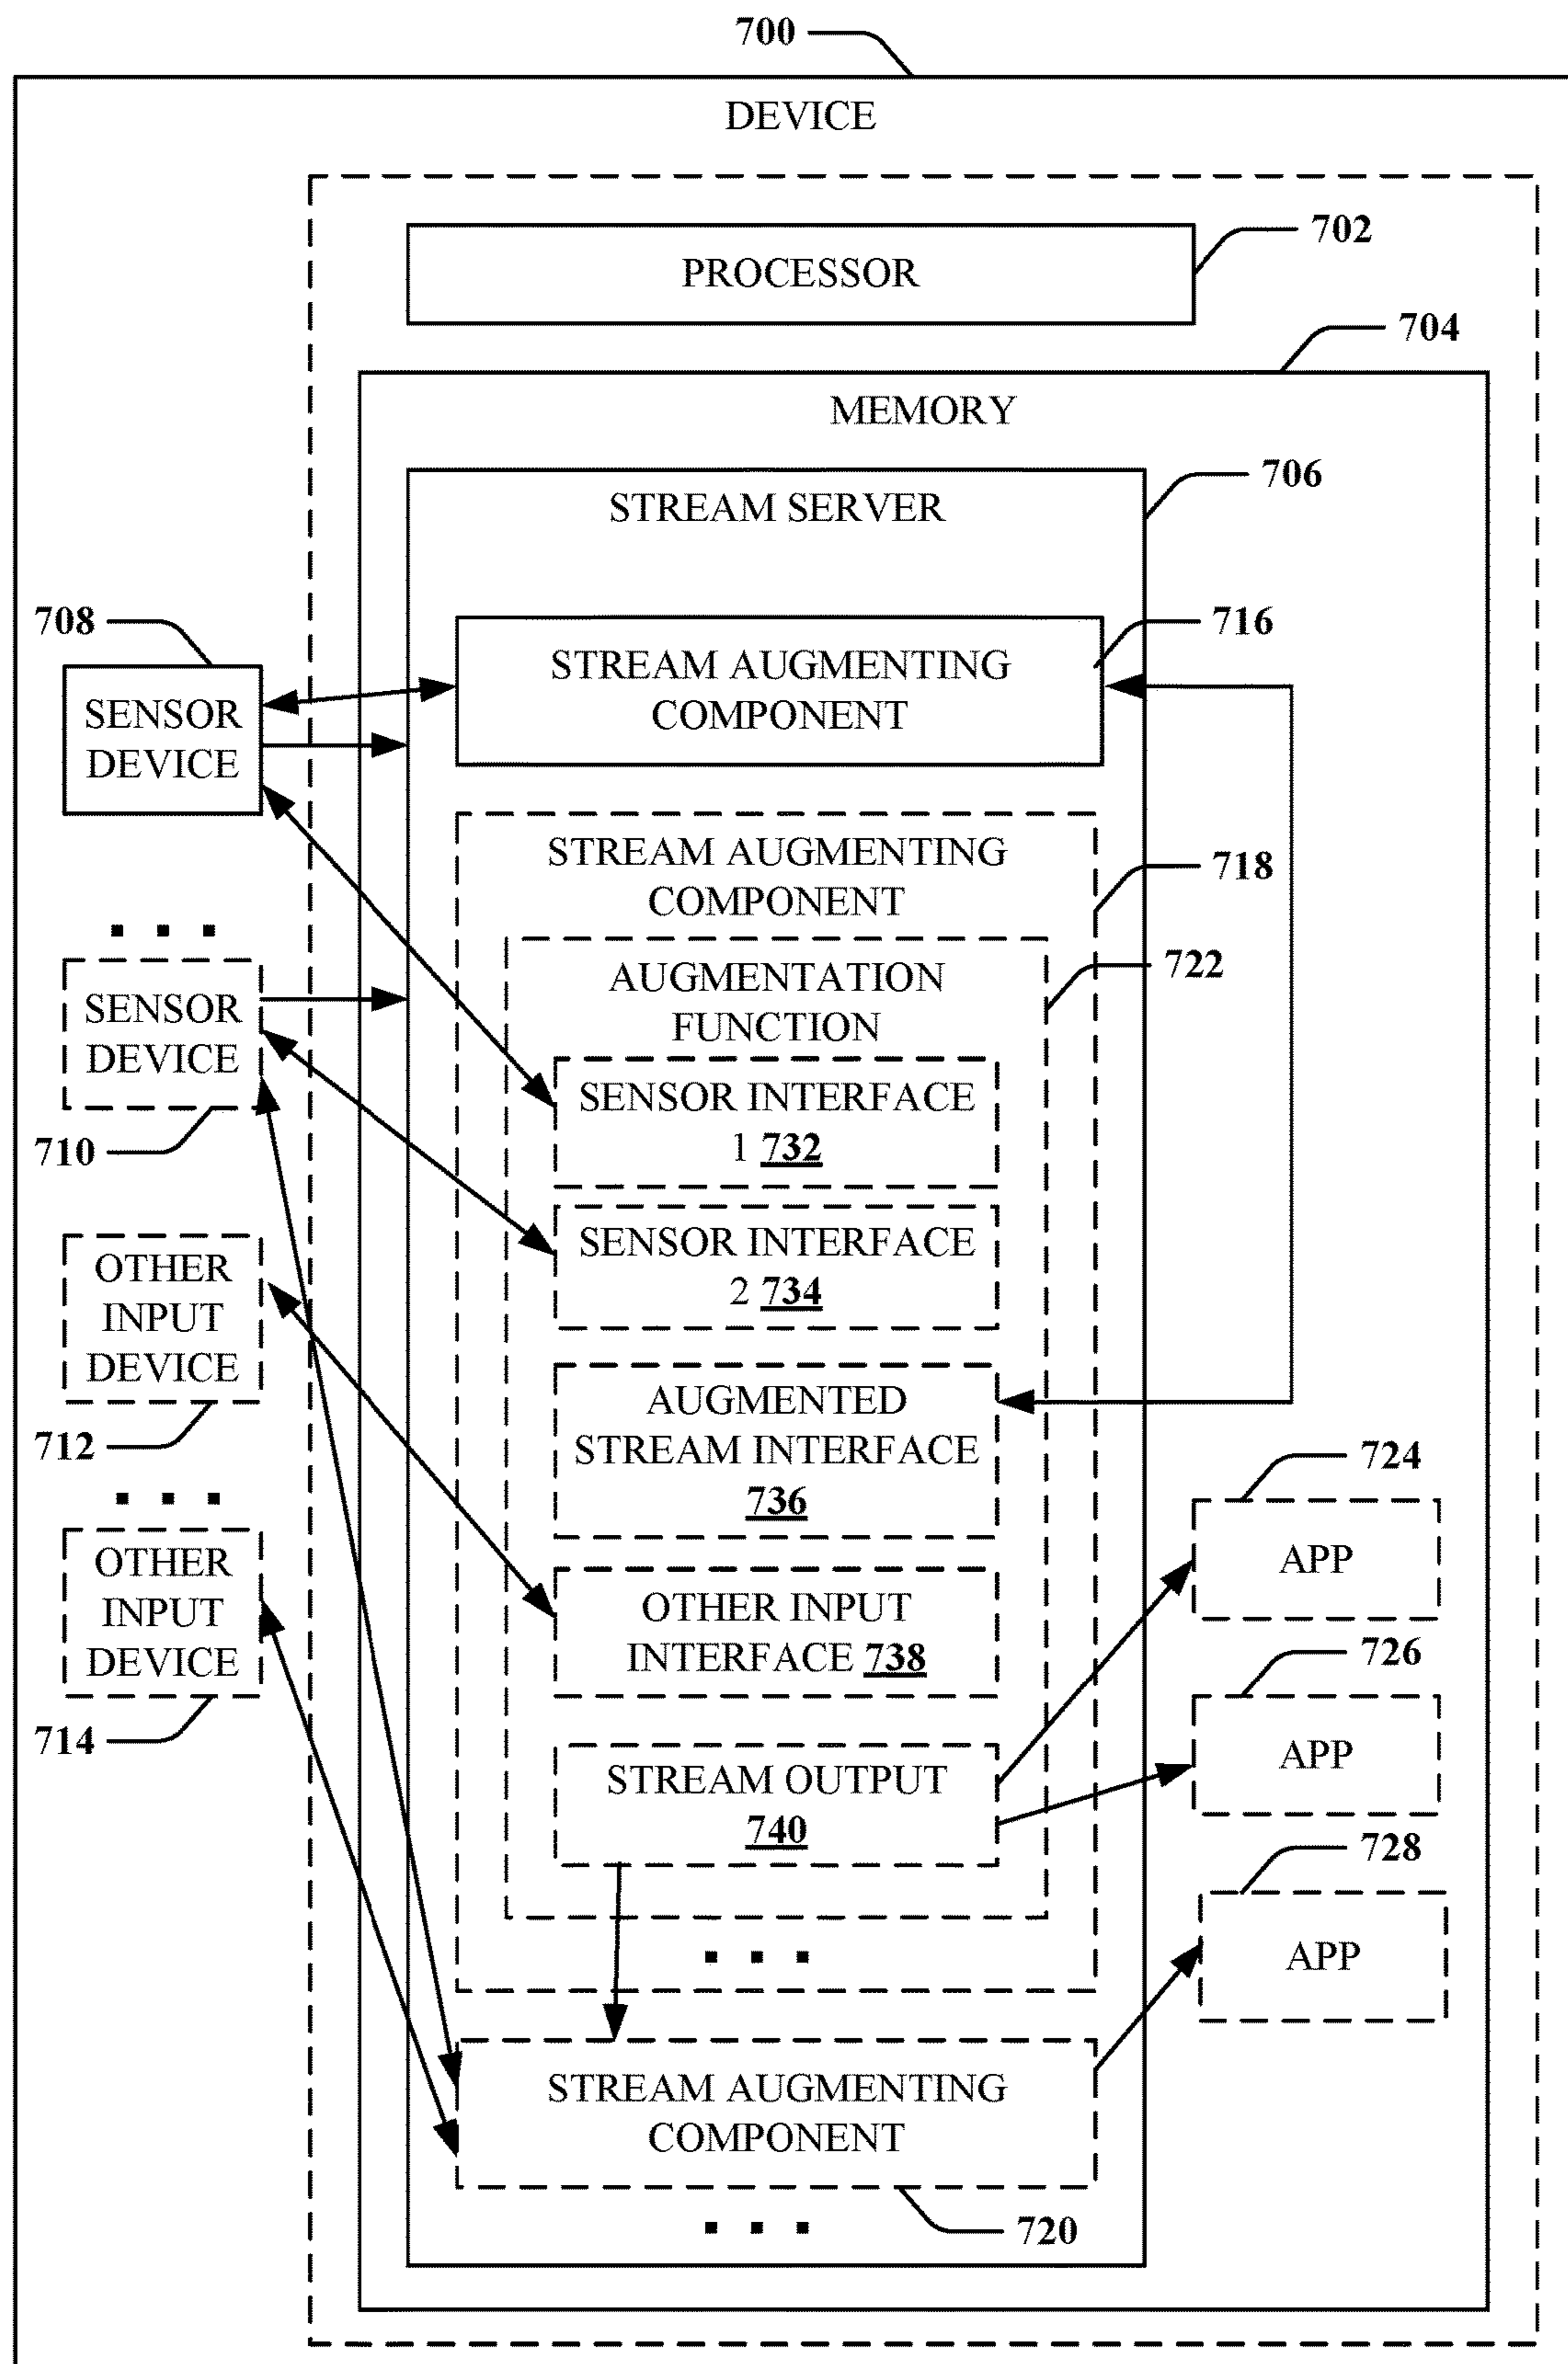 700
DEVICE
702
PROCESSOR
704
MEMORY
706
STREAM SERVER
708
716
STREAM AUGMENTING
COMPONENT
SENSOR
DEVICE
STREAM AUGMENTING
COMPONENT
718
AUGMENTATION
FUNCTION
722
SENSOR
DEVICE
710
SENSOR INTERFACE
1 732
SENSOR INTERFACE
2 734
OTHER
INPUT
DEVICE
712
AUGMENTED
STREAM INTERFACE
736
724
APP
OTHER
INPUT
DEVICE
714
OTHER INPUT
INTERFACE 738
726
APP
STREAM OUTPUT
740
728
APP
STREAM AUGMENTING
COMPONENT
720